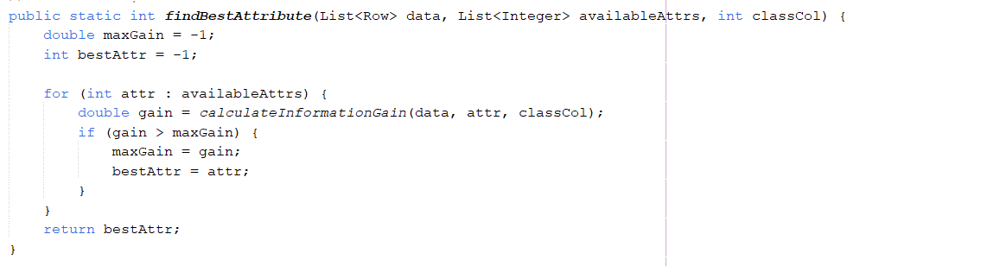 public static int findBestAttribute(List<Row> data, List<Integer> availableAttrs, int classCol) {
    double maxGain = -1;
    int bestAttr = -1;

    for (int attr : availableAttrs) {
        double gain = calculateInformationGain(data, attr, classCol);
        if (gain > maxGain) {
            maxGain = gain;
            bestAttr = attr;
        }
    }
    return bestAttr;
}